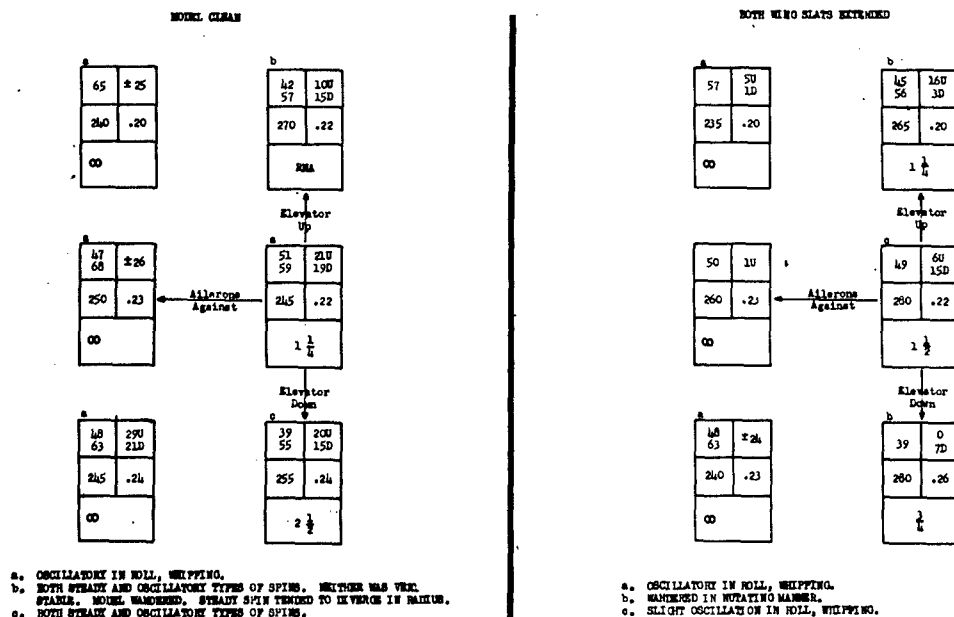 MODEL CLEAN
a
65 ±25
240 .20
∞
b
42 10U
57 15D
270 .22
RNA
Elevator
Up
a
47 ±26
68
250 .23
∞
Ailerons
Against
a
51 21U
59 19D
245 .22
1 1/4
Elevator
Down
a
48 29U
63 21D
245 .24
∞
c
39 20U
55 15D
255 .24
2 1/2
a. OSCILLATORY IN ROLL, WHIPPING.
b. BOTH STEADY AND OSCILLATORY TYPES OF SPINS. NEITHER WAS VERY
STABLE. MODEL WANDERED. STEADY SPIN TENDED TO DIVERGE IN RADIUS.
c. BOTH STEADY AND OSCILLATORY TYPES OF SPINS.
BOTH WING SLATS EXTENDED
a
57 5U
1D
235 .20
∞
b
45 16U
56 3D
265 .20
1 1/4
Elevator
Up
50 1U
260 .23
∞
Ailerons
Against
c
49 6U
15D
280 .22
1 1/2
Elevator
Down
a
48 ±24
63
240 .23
∞
b
39 0
7D
280 .26
a. OSCILLATORY IN ROLL, WHIPPING.
b. WANDERED IN NUTATING MANNER.
c. SLIGHT OSCILLATION IN ROLL, WHIPPING.